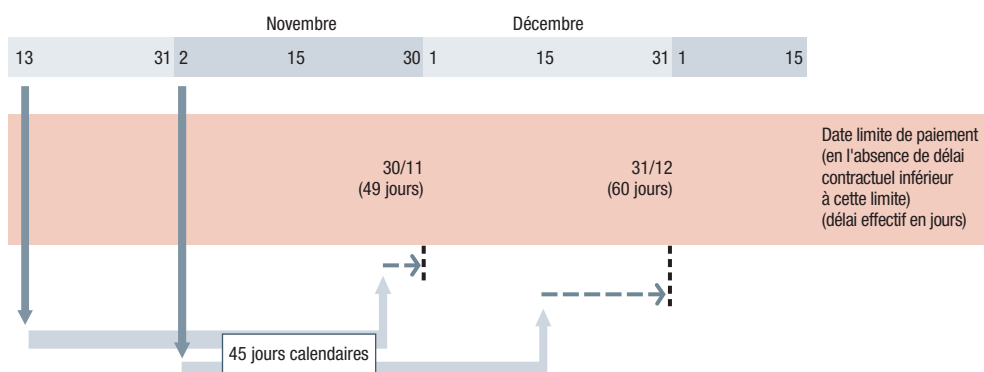 Novembre Décembre
13 31 2 15 30 1 15 31 1 15
30/11
(49 jours)
31/12
(60 jours)
Date limite de paiement
(en l'absence de délai
contractuel inférieur
à cette limite)
(délai effectif en jours)
45 jours calendaires